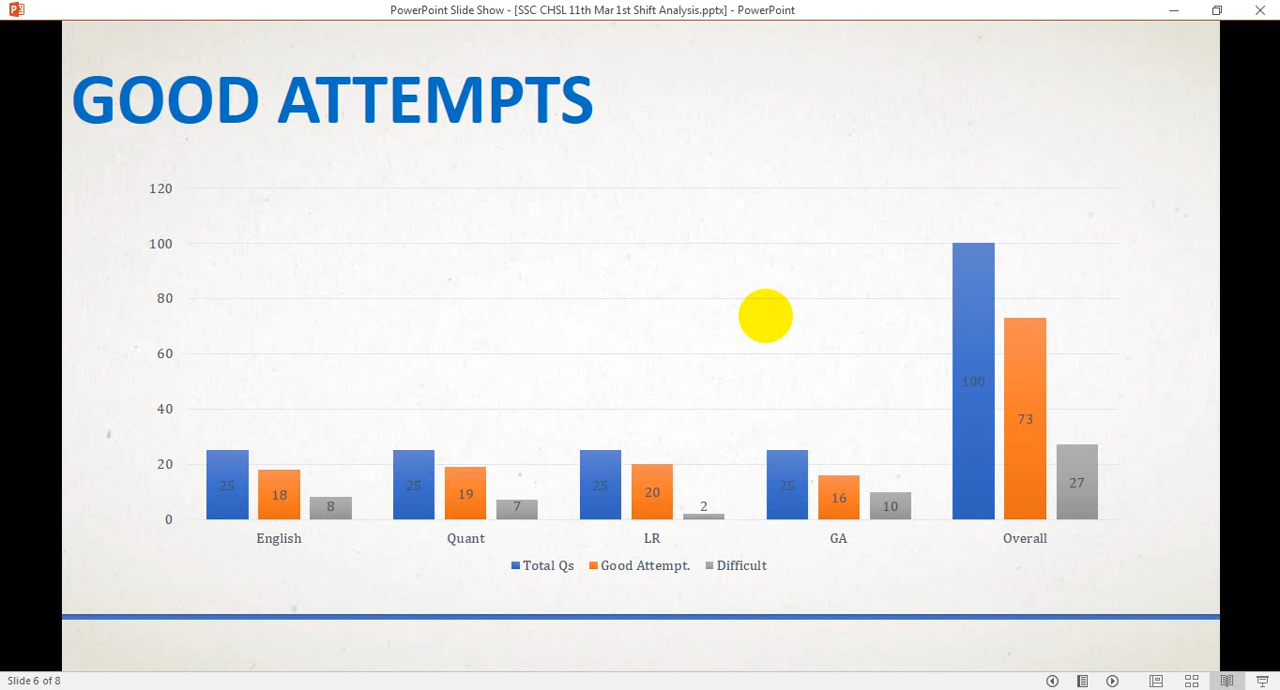 PowerPoint Slide Show - [SSC CHSL 11th Mar 1st Shift Analysis.pptx] - PowerPoint
GOOD ATTEMPTS
120
100
80
60
40
20
0
25 18 8 25 19 7 25 20 2 25 16 10 100 73 27
English Quant LR GA Overall
Total Qs Good Attempt. Difficult
Slide 6 of 8